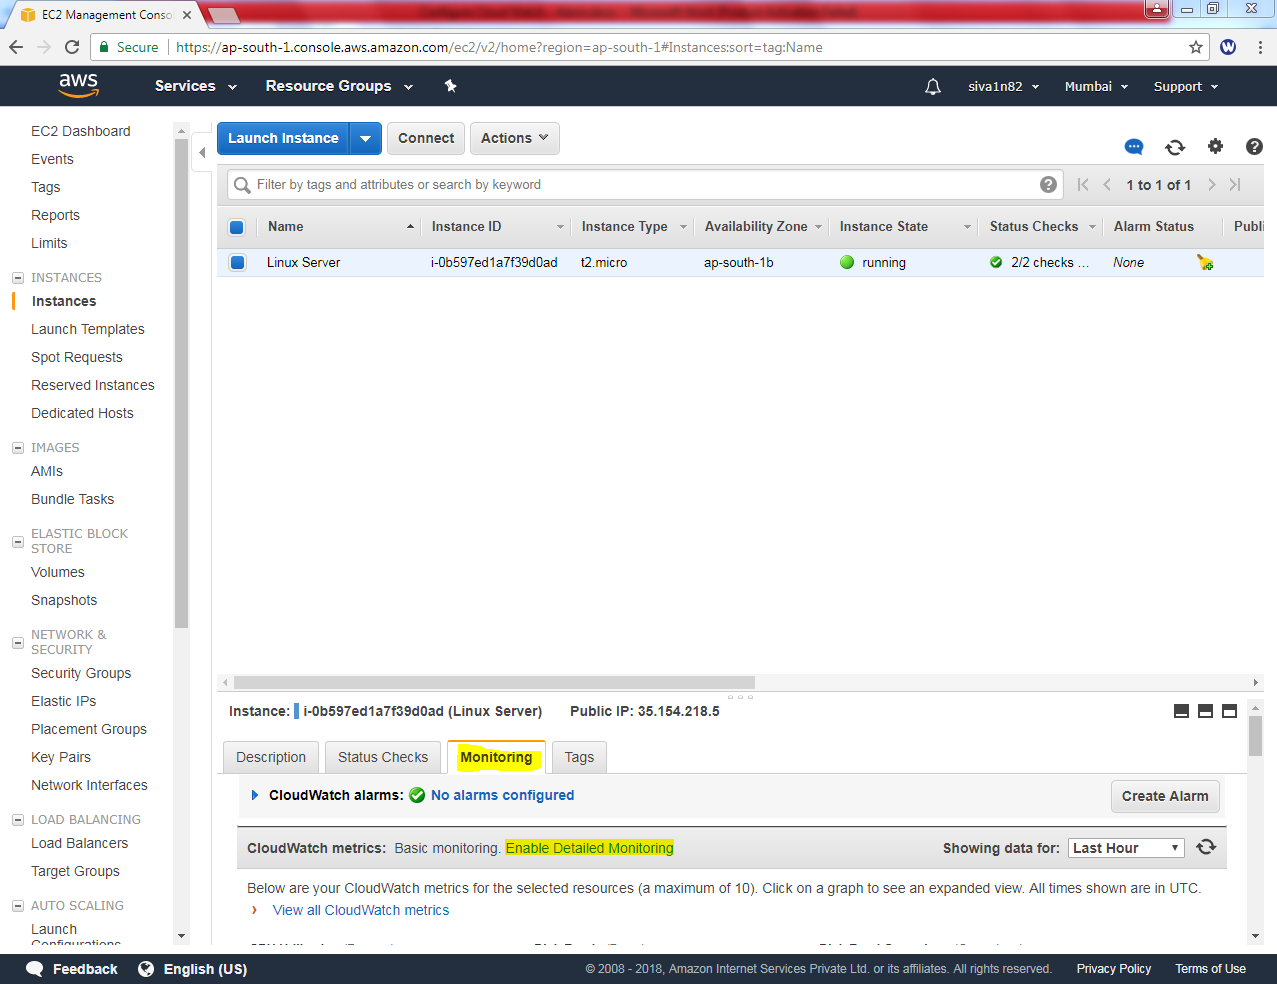 EC2 Management Conso
Secure
https://ap-south-1.console.aws.amazon.com/ec2/v2/home?region=ap-south-1#Instances:sort=tag:Name
aws
Services
Resource Groups
siva1n82
Mumbai
Support
EC2 Dashboard
Events
Tags
Reports
Limits
INSTANCES
Instances
Launch Templates
Spot Requests
Reserved Instances
Dedicated Hosts
IMAGES
AMIs
Bundle Tasks
ELASTIC BLOCK
STORE
Volumes
Snapshots
NETWORK &
SECURITY
Security Groups
Elastic IPs
Placement Groups
Key Pairs
Network Interfaces
LOAD BALANCING
Load Balancers
Target Groups
AUTO SCALING
Launch
Configurations
Launch Instance
Connect
Actions
Filter by tags and attributes or search by keyword
1 to 1 of 1
Name Instance ID Instance Type Availability Zone Instance State Status Checks Alarm Status Publi
Linux Server i-0b597ed1a7f39d0ad t2.micro ap-south-1b running 2/2 checks ... None
Instance: i-0b597ed1a7f39d0ad (Linux Server) Public IP: 35.154.218.5
Description
Status Checks
Monitoring
Tags
CloudWatch alarms: No alarms configured
Create Alarm
CloudWatch metrics: Basic monitoring. Enable Detailed Monitoring
Showing data for: Last Hour
Below are your CloudWatch metrics for the selected resources (a maximum of 10). Click on a graph to see an expanded view. All times shown are in UTC.
View all CloudWatch metrics
Feedback
English (US)
© 2008 - 2018, Amazon Internet Services Private Ltd. or its affiliates. All rights reserved.
Privacy Policy
Terms of Use